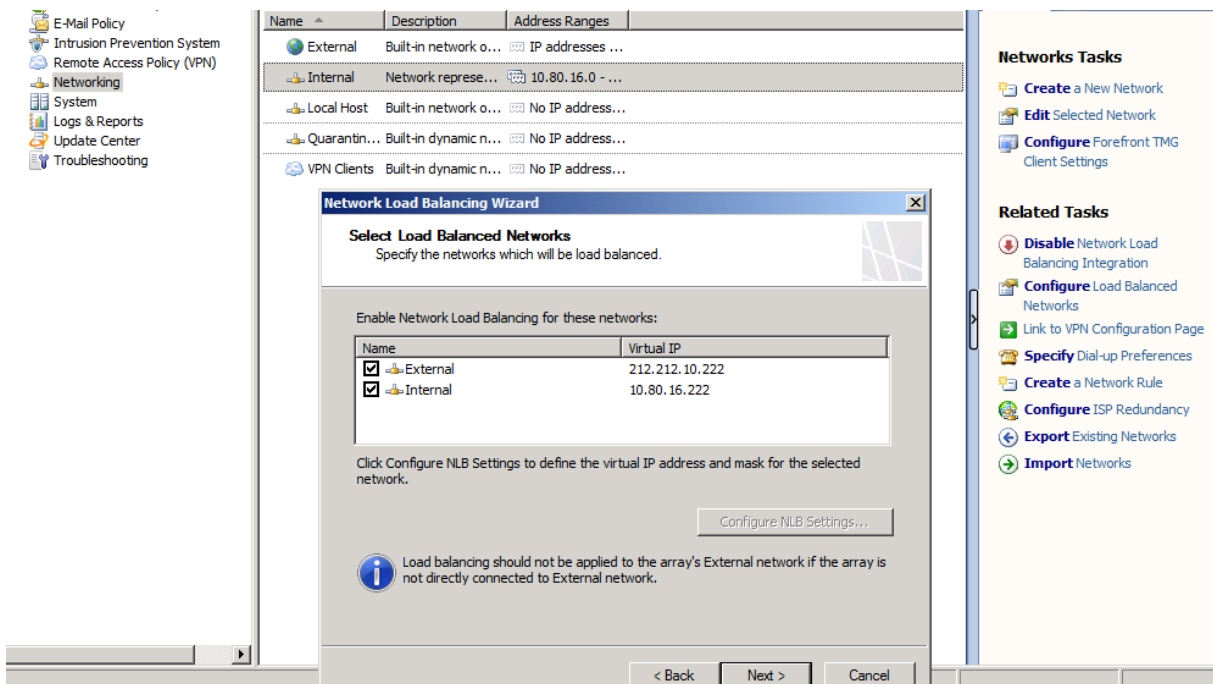 E-Mail Policy
Intrusion Prevention System
Remote Access Policy (VPN)
Networking
System
Logs & Reports
Update Center
Troubleshooting
Name Description Address Ranges
External Built-in network o... IP addresses ...
Internal Network represe... 10.80.16.0 - ...
Local Host Built-in network o... No IP address...
Quarantin... Built-in dynamic n... No IP address...
VPN Clients Built-in dynamic n... No IP address...
Network Load Balancing Wizard
Select Load Balanced Networks
Specify the networks which will be load balanced.
Enable Network Load Balancing for these networks:
Name Virtual IP
External 212.212.10.222
Internal 10.80.16.222
Click Configure NLB Settings to define the virtual IP address and mask for the selected
network.
Configure NLB Settings...
Load balancing should not be applied to the array's External network if the array is
not directly connected to External network.
< Back Next > Cancel
Networks Tasks
Create a New Network
Edit Selected Network
Configure Forefront TMG
Client Settings
Related Tasks
Disable Network Load
Balancing Integration
Configure Load Balanced
Networks
Link to VPN Configuration Page
Specify Dial-up Preferences
Create a Network Rule
Configure ISP Redundancy
Export Existing Networks
Import Networks